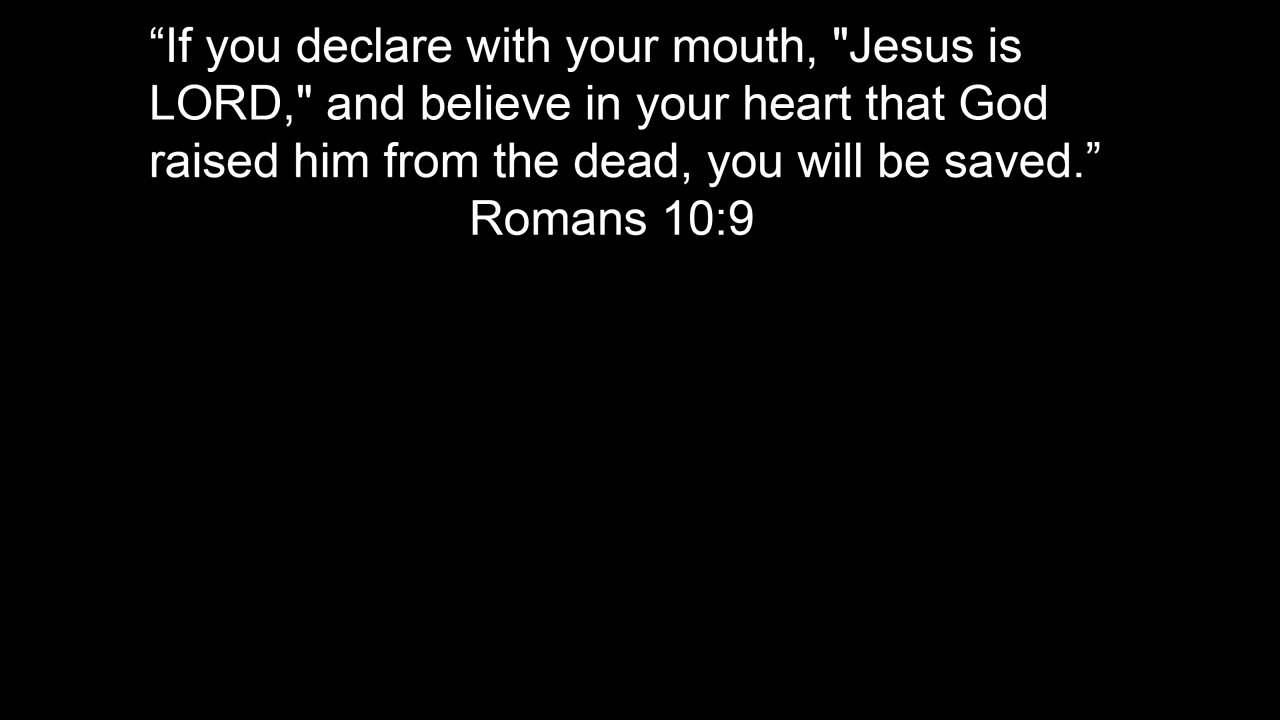 “If you declare with your mouth, "Jesus is
LORD," and believe in your heart that God
raised him from the dead, you will be saved.”
Romans 10:9